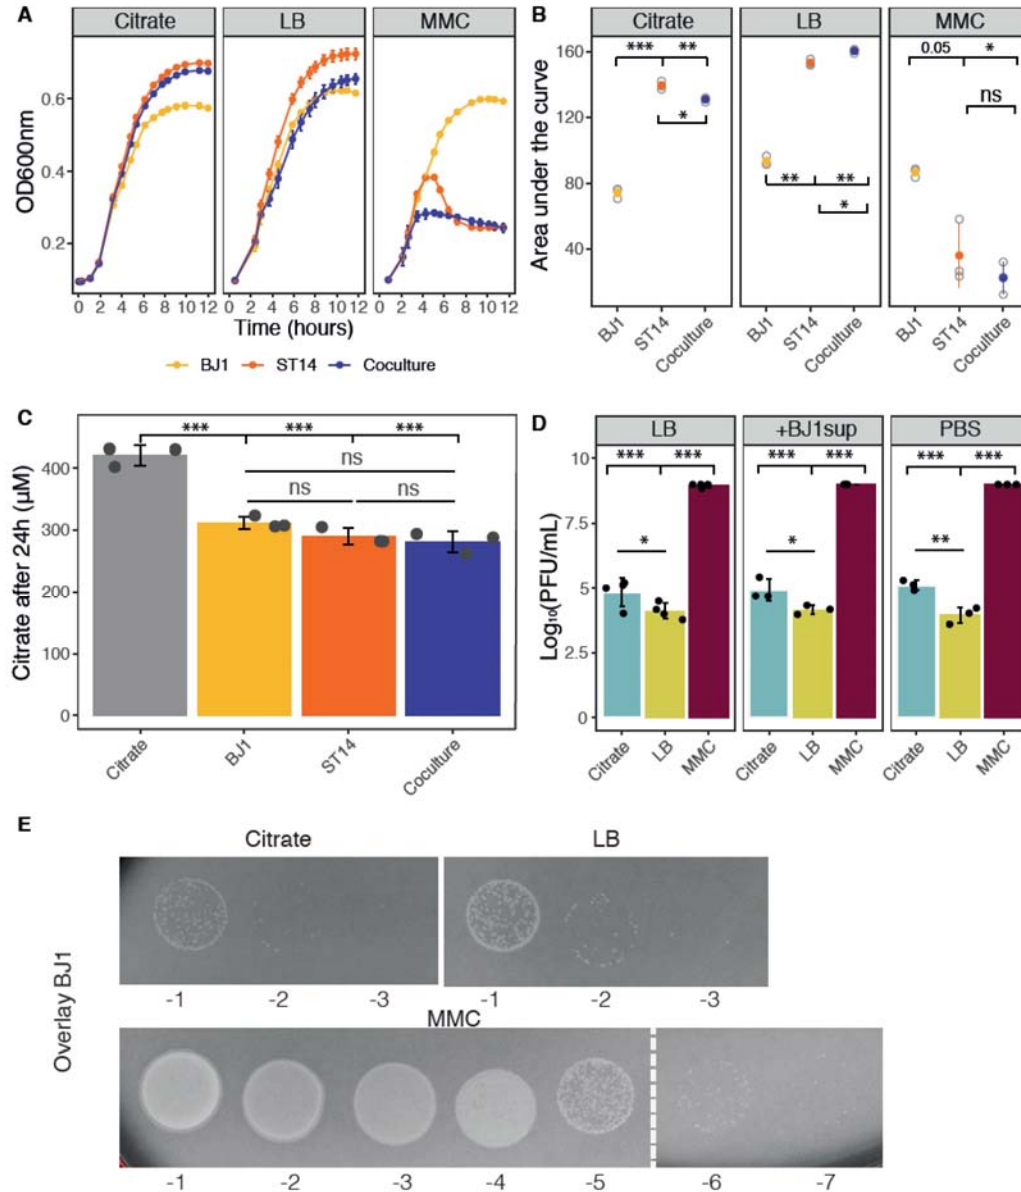 A
Citrate LB MMC
OD600nm
0.6
0.4
0.2
0 2 4 6 8 10 12 0 2 4 6 8 10 12 0 2 4 6 8 10 12
Time (hours)
BJ1 ST14 Coculture
B
Citrate LB MMC
Area under the curve
160
120
80
40
*** **
*
** **
*
0.05 *
ns
BJ1 ST14 Coculture BJ1 ST14 Coculture BJ1 ST14 Coculture
C
Citrate after 24h (µM)
400
300
200
100
0
*** *** ***
ns
ns ns
Citrate BJ1 ST14 Coculture
D
LB +BJ1sup PBS
Log₁₀(PFU/mL)
10
7.5
5
2.5
0
*** *** *** *** *** ***
* * **
Citrate LB MMC Citrate LB MMC Citrate LB MMC
E
Citrate LB
Overlay BJ1
-1 -2 -3 -1 -2 -3
MMC
-1 -2 -3 -4 -5 -6 -7